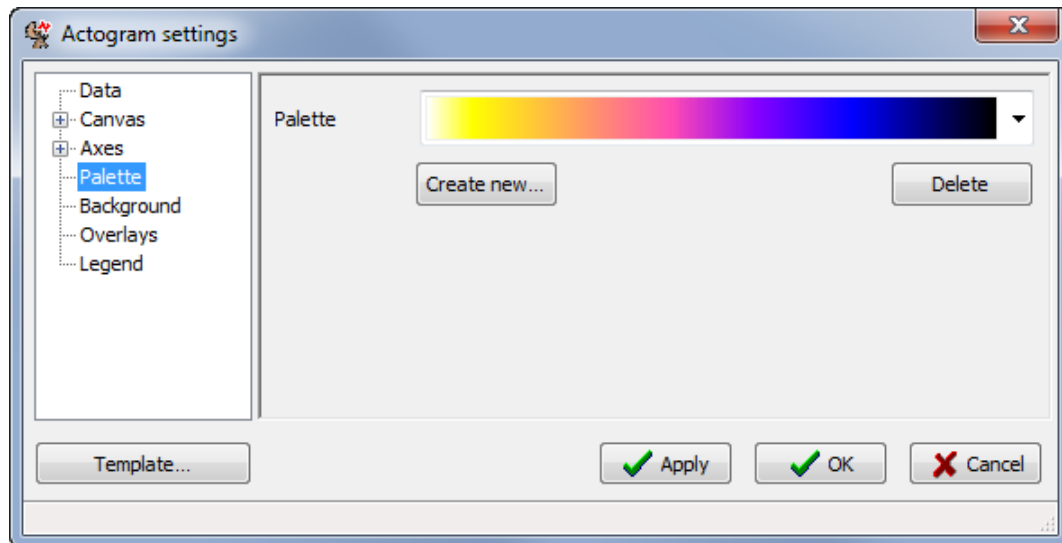 Actogram settings
Data
Canvas
Axes
Palette
Background
Overlays
Legend
Palette
Create new...
Delete
Template...
Apply
OK
Cancel